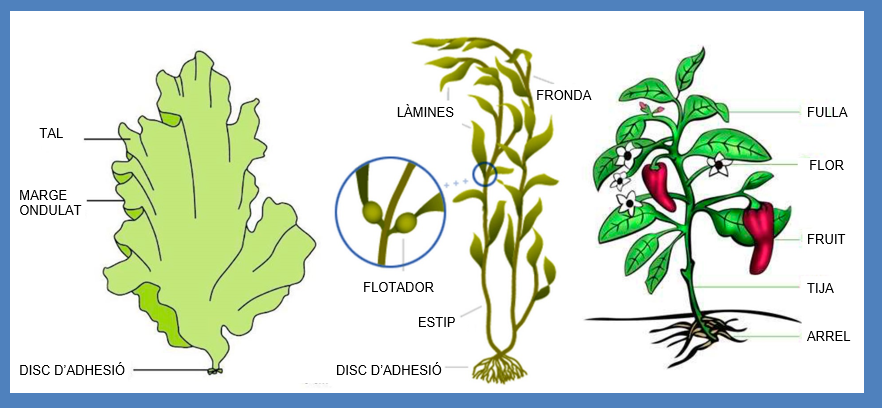 TAL
MARGE
ONDULAT
DISC D’ADHESIÓ
LÀMINES
FRONDA
FLOTADOR
ESTIP
DISC D’ADHESIÓ
FULLA
FLOR
FRUIT
TIJA
ARREL